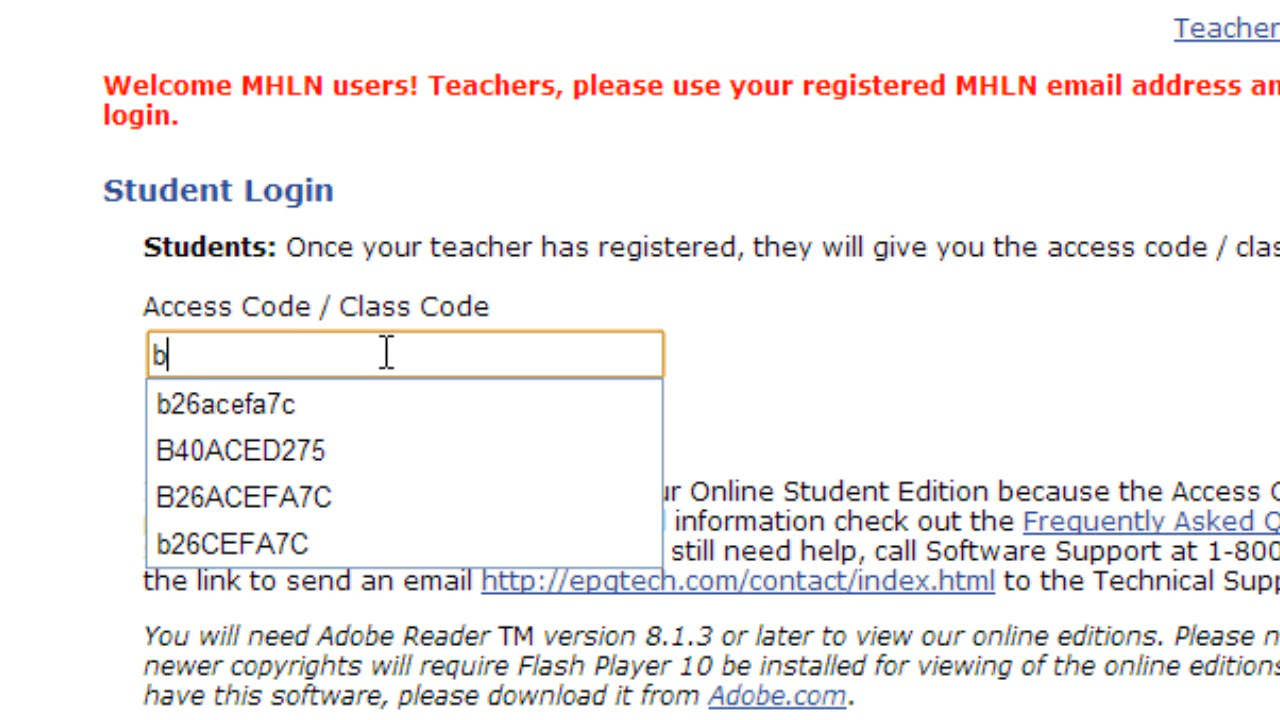 Teacher
Welcome MHLN users! Teachers, please use your registered MHLN email address an
login.
Student Login
Students: Once your teacher has registered, they will give you the access code / clas
Access Code / Class Code
b
b26acefa7c
B40ACED275
B26ACEFA7C
b26CEFA7C
ur Online Student Edition because the Access C
information check out the Frequently Asked Q
still need help, call Software Support at 1-800
the link to send an email http://epgtech.com/contact/index.html to the Technical Supp
You will need Adobe Reader TM version 8.1.3 or later to view our online editions. Please n
newer copyrights will require Flash Player 10 be installed for viewing of the online editions
have this software, please download it from Adobe.com.